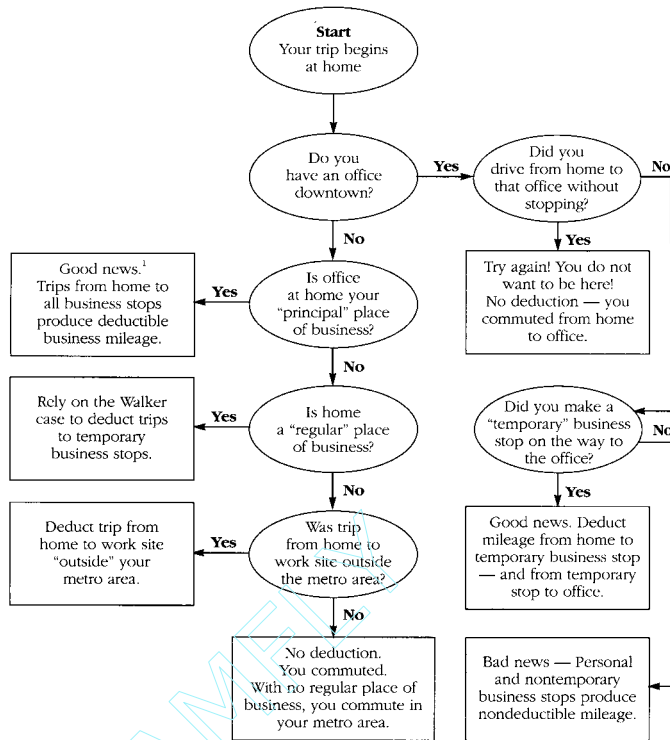 Start
Your trip begins
at home
Do you
have an office
downtown?
Yes
Did you
drive from home to
that office without
stopping?
No
No
Yes
Good news.¹
Trips from home to
all business stops
produce deductible
business mileage.
Yes
Is office
at home your
"principal" place
of business?
Try again! You do not
want to be here!
No deduction — you
commuted from home
to office.
No
Rely on the Walker
case to deduct trips
to temporary
business stops.
Yes
Is home
a "regular" place
of business?
Did you make a
"temporary" business
stop on the way to
the office?
No
No
Yes
Deduct trip from
home to work site
"outside" your
metro area.
Yes
Was trip
from home to
work site outside
the metro area?
Good news. Deduct
mileage from home to
temporary business stop
— and from temporary
stop to office.
No
No deduction.
You commuted.
With no regular place of
business, you commute in
your metro area.
Bad news — Personal
and nontemporary
business stops produce
nondeductible mileage.
AMFLY